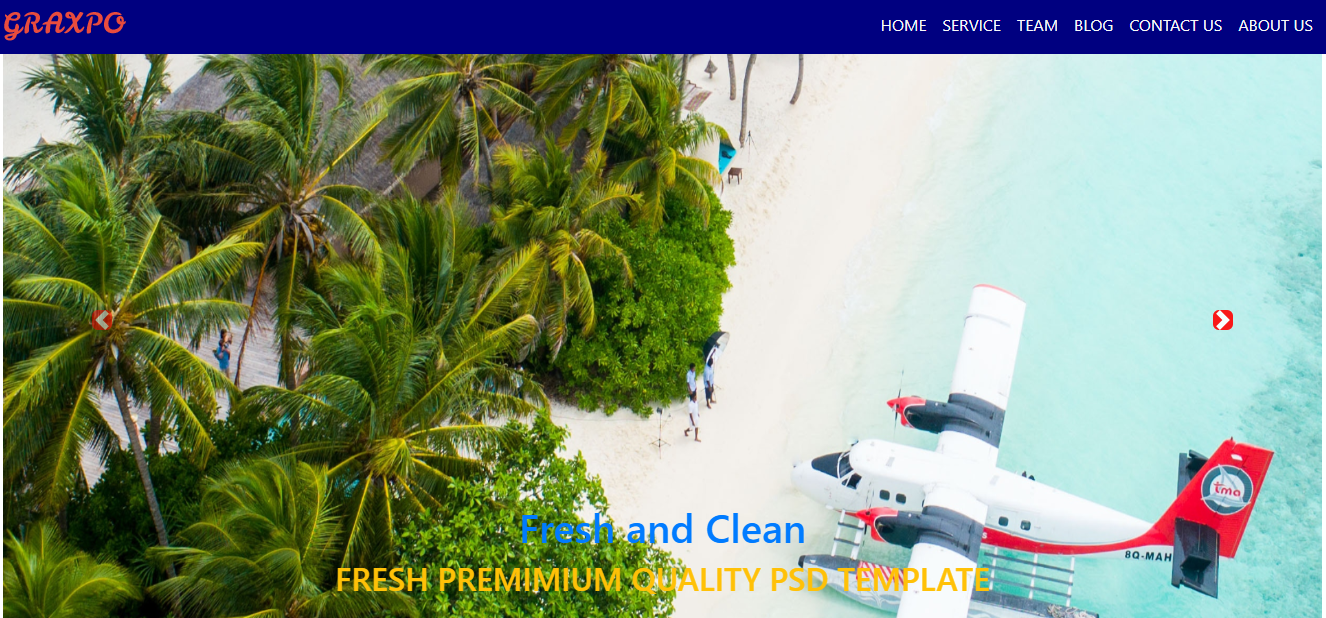 GRAXPO
HOME SERVICE TEAM BLOG CONTACT US ABOUT US
tma
8Q-MAH
Fresh and Clean
FRESH PREMIMIUM QUALITY PSD TEMPLATE